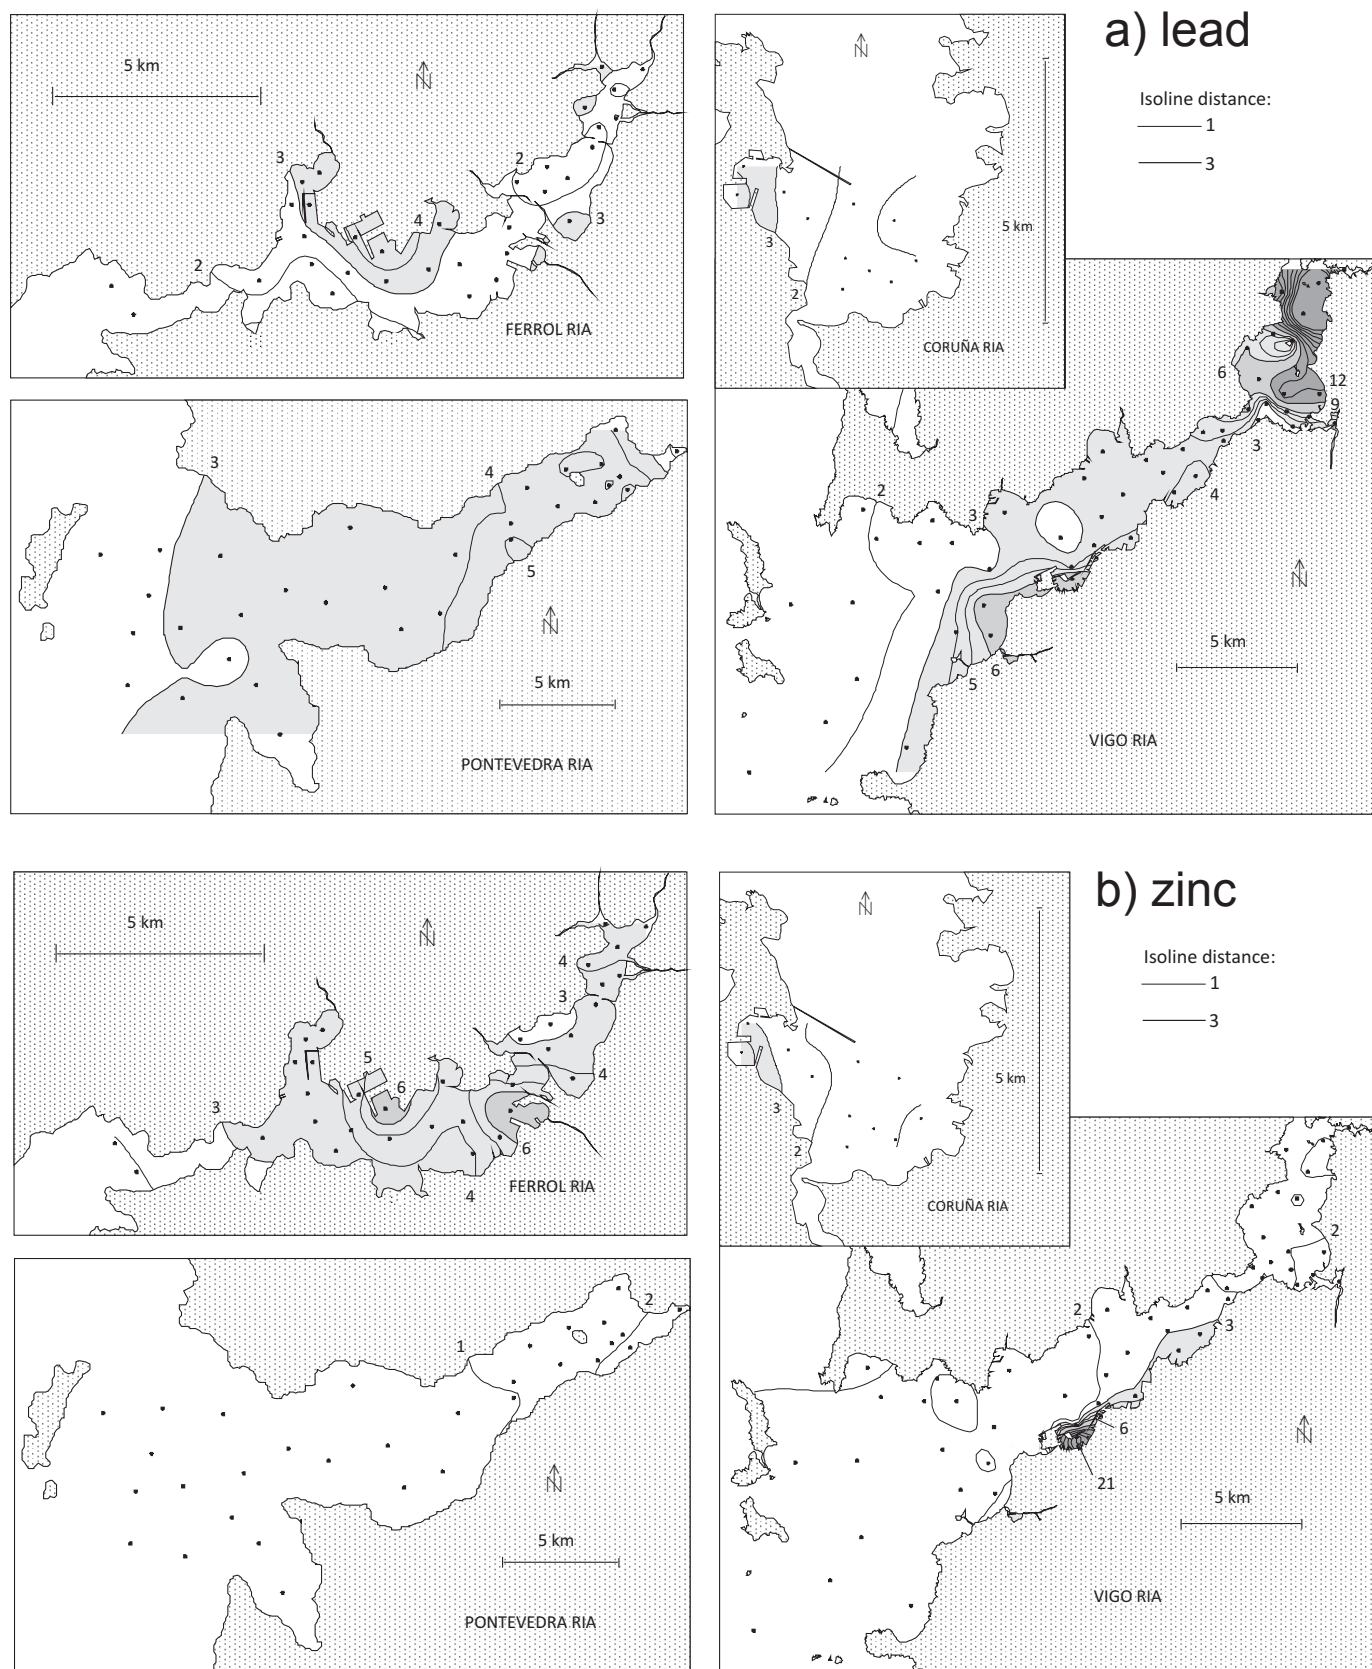 a) lead
Isoline distance:
1
3
5 km
N
3
2
4
2
3
FERROL RIA
N
5 km
3
2
CORUÑA RIA
3
4
5
N
5 km
PONTEVEDRA RIA
6
12
9
3
4
2
3
N
5 km
5
6
VIGO RIA
b) zinc
Isoline distance:
1
3
5 km
N
4
3
5
6
4
3
6
4
FERROL RIA
N
5 km
3
2
CORUÑA RIA
2
1
N
5 km
PONTEVEDRA RIA
2
2
3
6
21
N
5 km
VIGO RIA